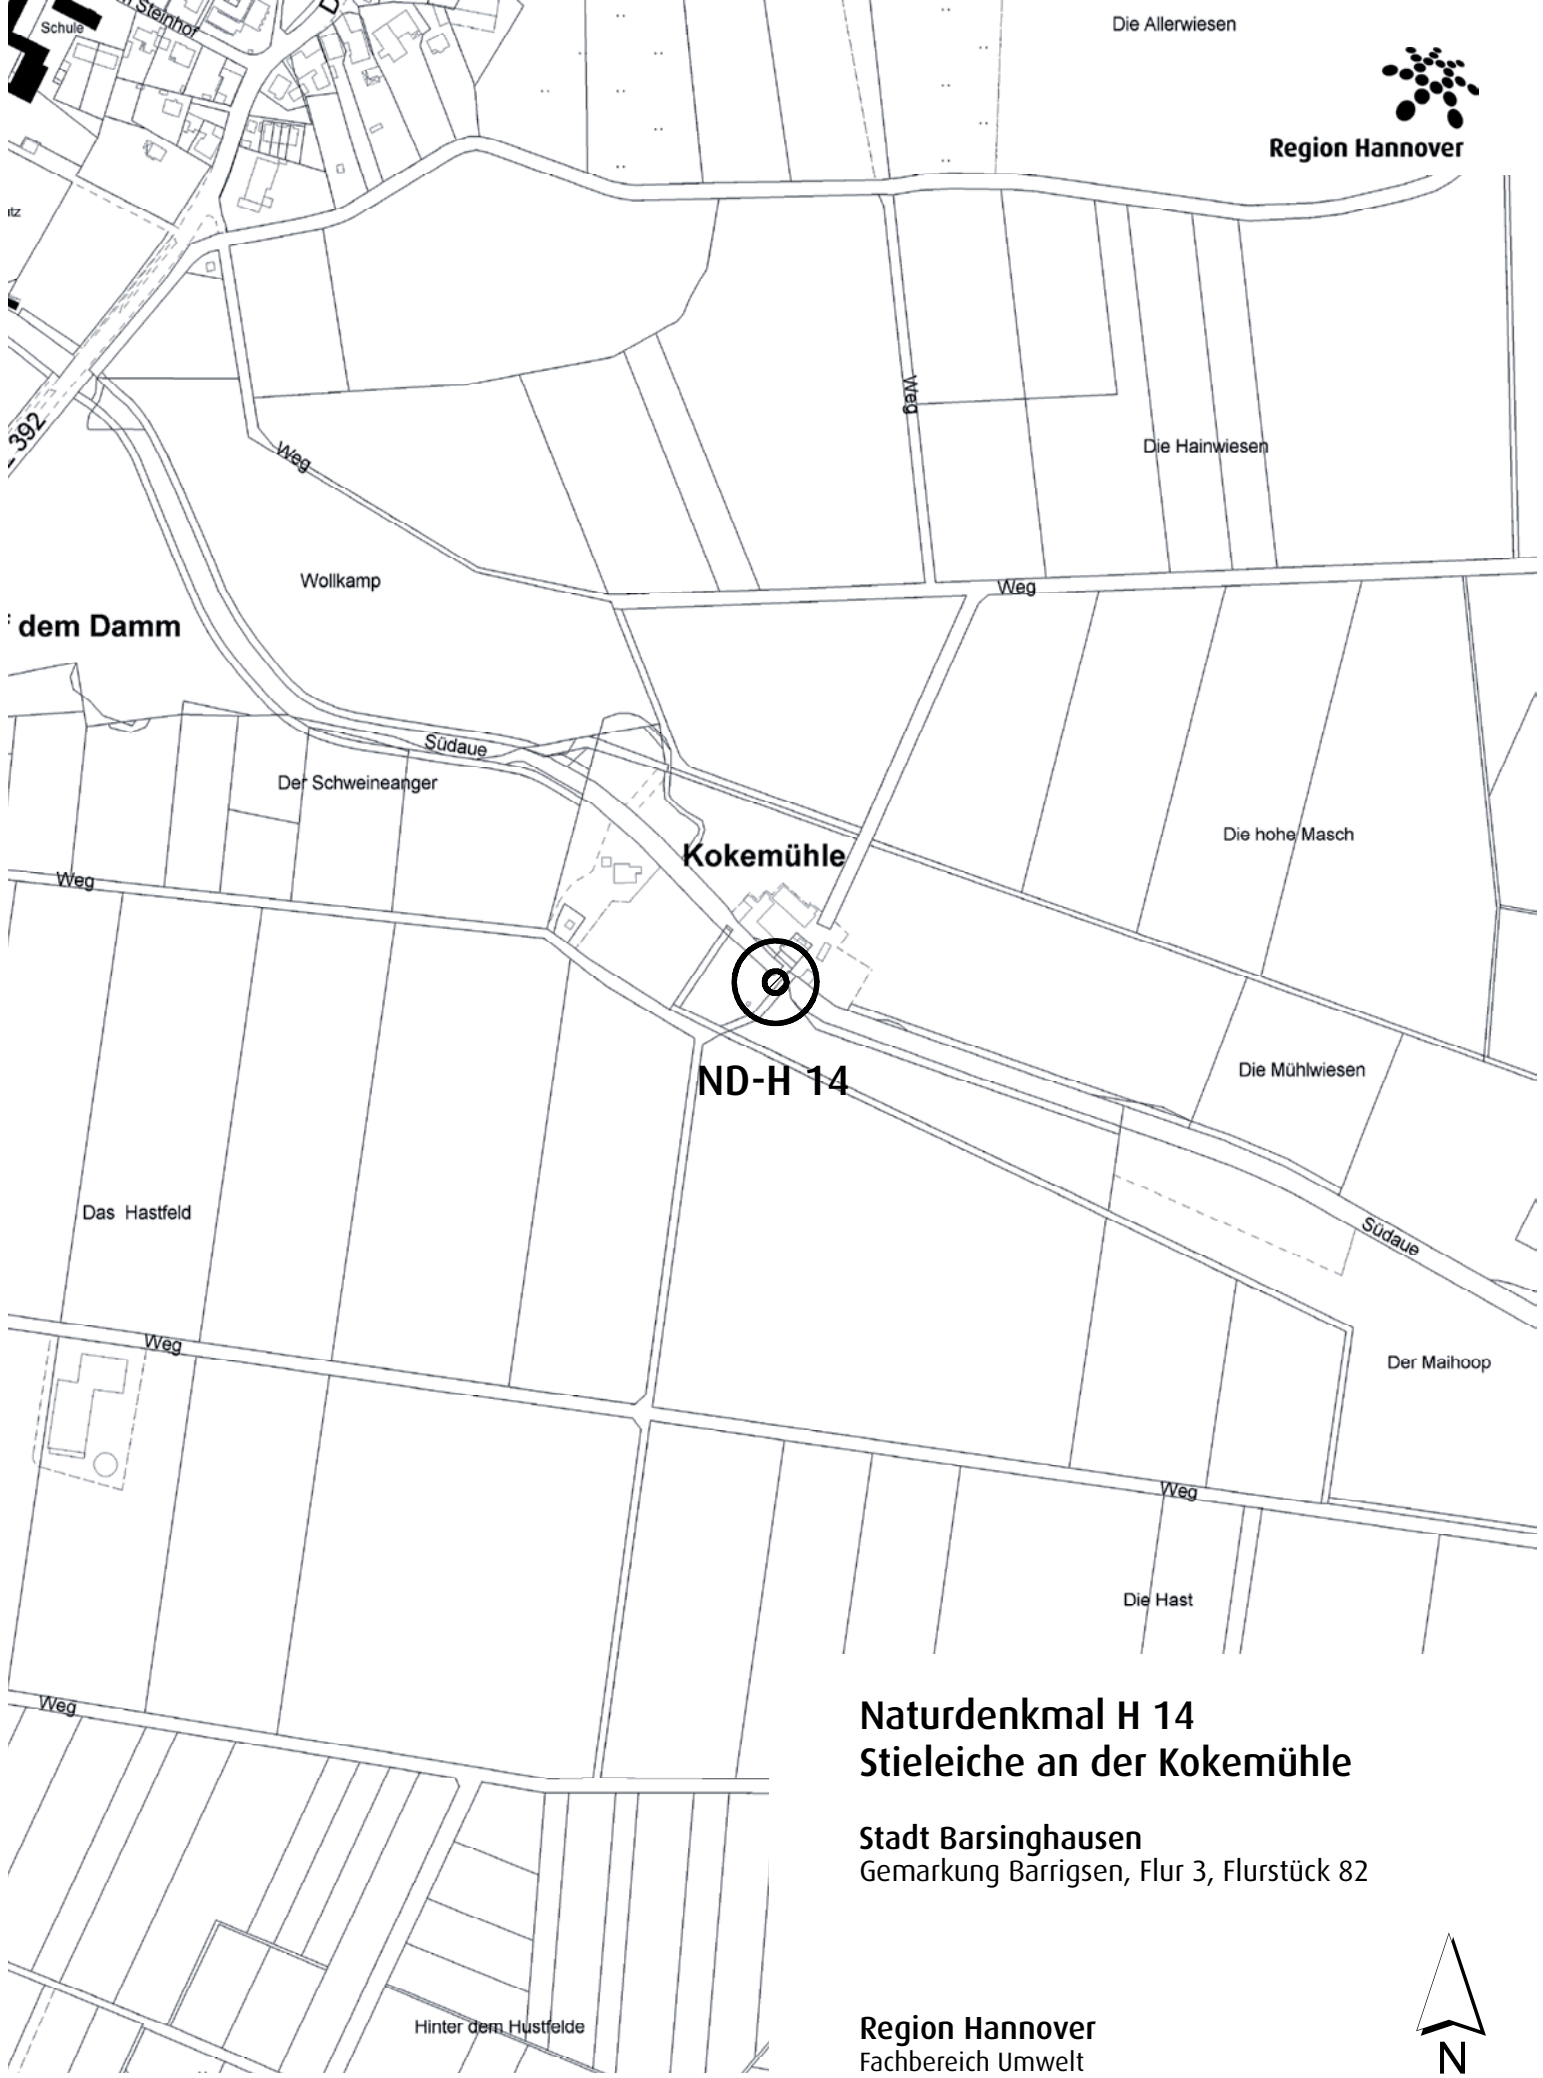 Steinhof
Schule
Die Allerwiesen
Region Hannover
392
Weg
Weg
Die Hainwiesen
Wollkamp
Weg
dem Damm
Südaue
Der Schweineanger
Die hohe Masch
Kokemühle
Weg
ND-H 14
Die Mühlwiesen
Das Hastfeld
Südaue
Weg
Der Maihoop
Weg
Die Hast
Weg
Naturdenkmal H 14
Stieleiche an der Kokemühle
Stadt Barsinghausen
Gemarkung Barrigsen, Flur 3, Flurstück 82
Hinter dem Hustfelde
Region Hannover
Fachbereich Umwelt
N